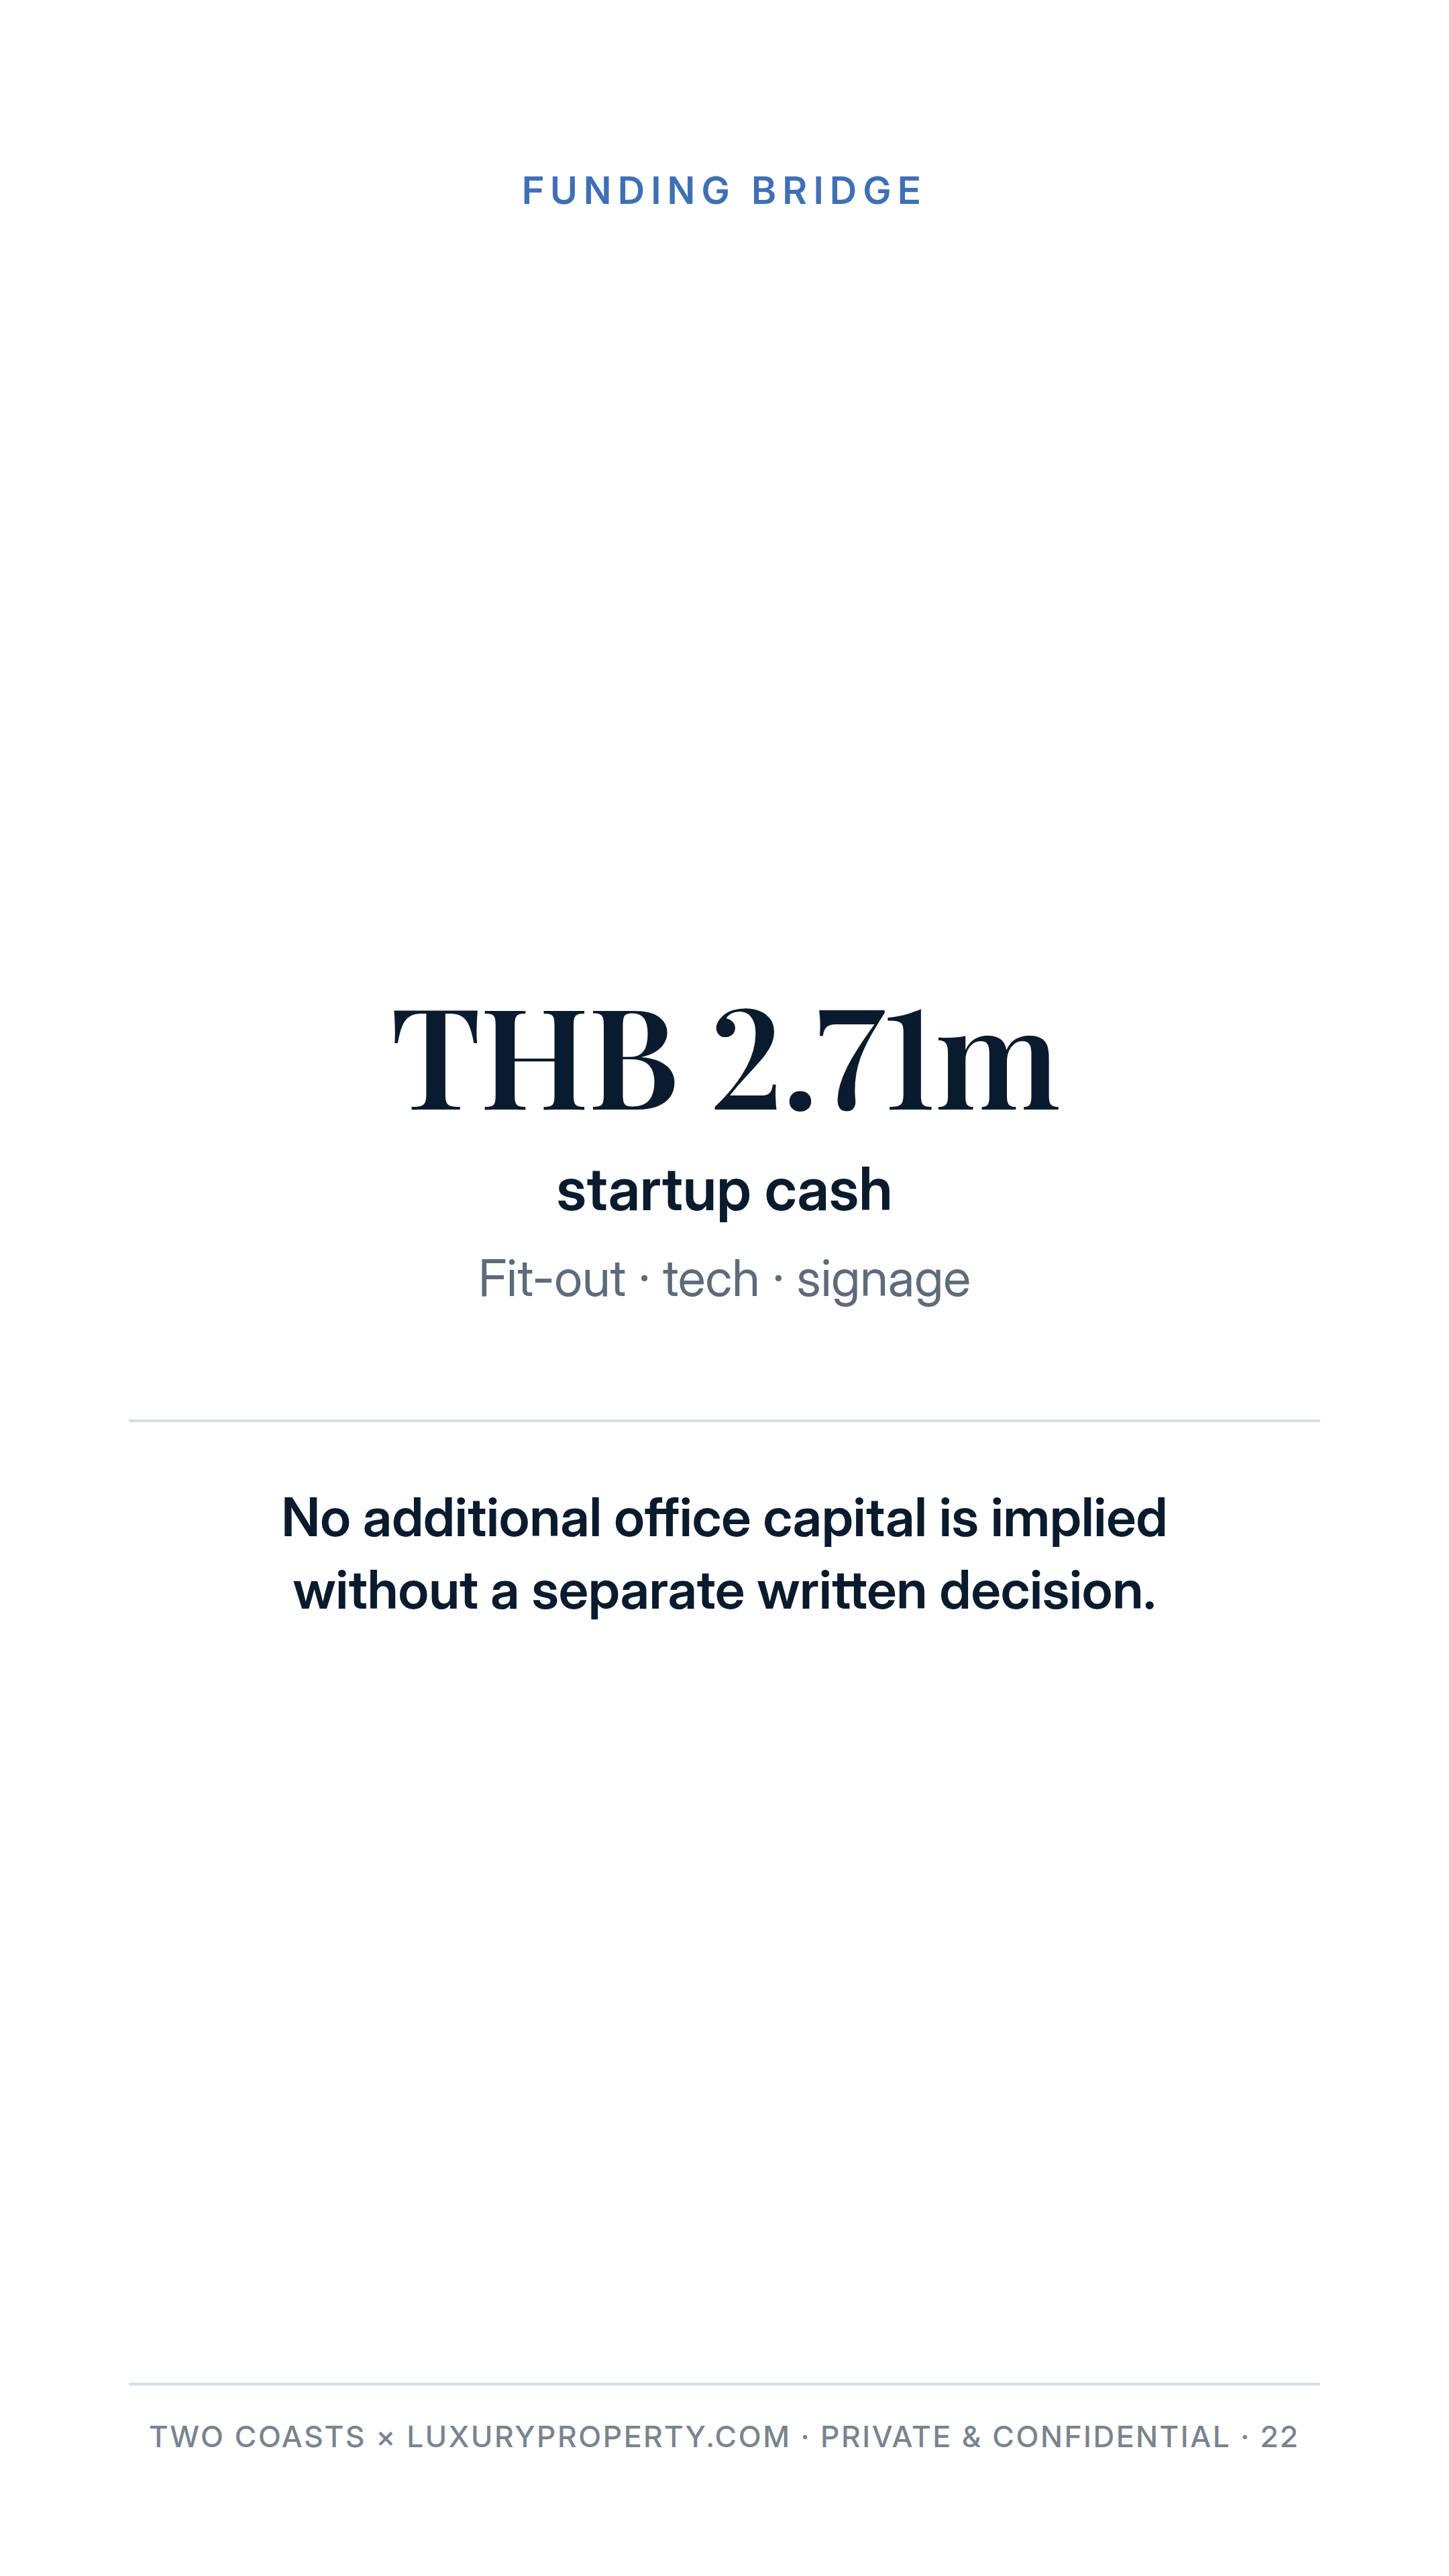 FUNDING BRIDGE
THB 2.71m
startup cash
Fit-out · tech · signage
No additional office capital is implied
without a separate written decision.
TWO COASTS × LUXURYPROPERTY.COM · PRIVATE & CONFIDENTIAL · 22